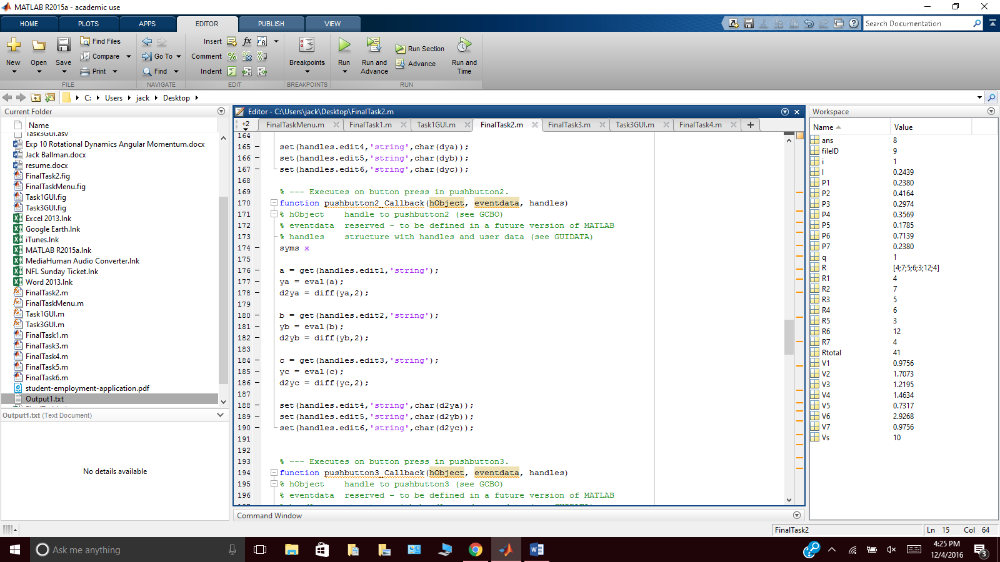 MATLAB R2015a - academic use
HOME PLOTS APPS EDITOR PUBLISH VIEW
Search Documentation
New Open Save
Find Files
Compare
Print
FILE
Go To
Find
NAVIGATE
Insert fx
Comment
Indent
EDIT
Breakpoints
BREAKPOINTS
Run
Run and Advance
Run Section
Advance
Run and Time
RUN
C: Users jack Desktop
Current Folder
Name
Task3GUI.asv
Exp 10 Rotational Dynamics Angular Momentum.docx
Jack Ballman.docx
resume.docx
FinalTask2.fig
FinalTaskMenu.fig
Task1GUI.fig
Task3GUI.fig
Excel 2013.lnk
Google Earth.lnk
iTunes.lnk
MATLAB R2015a.lnk
MediaHuman Audio Converter.lnk
NFL Sunday Ticket.lnk
Word 2013.lnk
FinalTask2.m
FinalTaskMenu.m
Task1GUI.m
Task3GUI.m
FinalTask1.m
FinalTask3.m
FinalTask4.m
FinalTask5.m
FinalTask6.m
student-employment-application.pdf
Output1.txt
Output1.txt (Text Document)
No details available
Editor - C:\Users\jack\Desktop\FinalTask2.m
+2 FinalTaskMenu.m FinalTask1.m Task1GUI.m FinalTask2.m FinalTask3.m Task3GUI.m FinalTask4.m
164
165 set(handles.edit4,'string',char(dya));
166 set(handles.edit5,'string',char(dyb));
167 set(handles.edit6,'string',char(dyc));
168
169 % --- Executes on button press in pushbutton2.
170 function pushbutton2_Callback(hObject, eventdata, handles)
171 % hObject    handle to pushbutton2 (see GCBO)
172 % eventdata  reserved - to be defined in a future version of MATLAB
173 % handles    structure with handles and user data (see GUIDATA)
174 syms x
175
176 a = get(handles.edit1,'string');
177 ya = eval(a);
178 d2ya = diff(ya,2);
179
180 b = get(handles.edit2,'string');
181 yb = eval(b);
182 d2yb = diff(yb,2);
183
184 c = get(handles.edit3,'string');
185 yc = eval(c);
186 d2yc = diff(yc,2);
187
188 set(handles.edit4,'string',char(d2ya));
189 set(handles.edit5,'string',char(d2yb));
190 set(handles.edit6,'string',char(d2yc));
191
192
193 % --- Executes on button press in pushbutton3.
194 function pushbutton3_Callback(hObject, eventdata, handles)
195 % hObject    handle to pushbutton3 (see GCBO)
196 % eventdata  reserved - to be defined in a future version of MATLAB
Command Window
Workspace
Name Value
ans 8
fileID 9
i 1
I 0.2439
P1 0.2380
P2 0.4164
P3 0.2974
P4 0.3569
P5 0.1785
P6 0.7139
P7 0.2380
q 1
R [4;7;5;6;3;12;4]
R1 4
R2 7
R3 5
R4 6
R5 3
R6 12
R7 4
Rtotal 41
V1 0.9756
V2 1.7073
V3 1.2195
V4 1.4634
V5 0.7317
V6 2.9268
V7 0.9756
Vs 10
FinalTask2 Ln 15 Col 64
Ask me anything
4:25 PM
12/4/2016
3